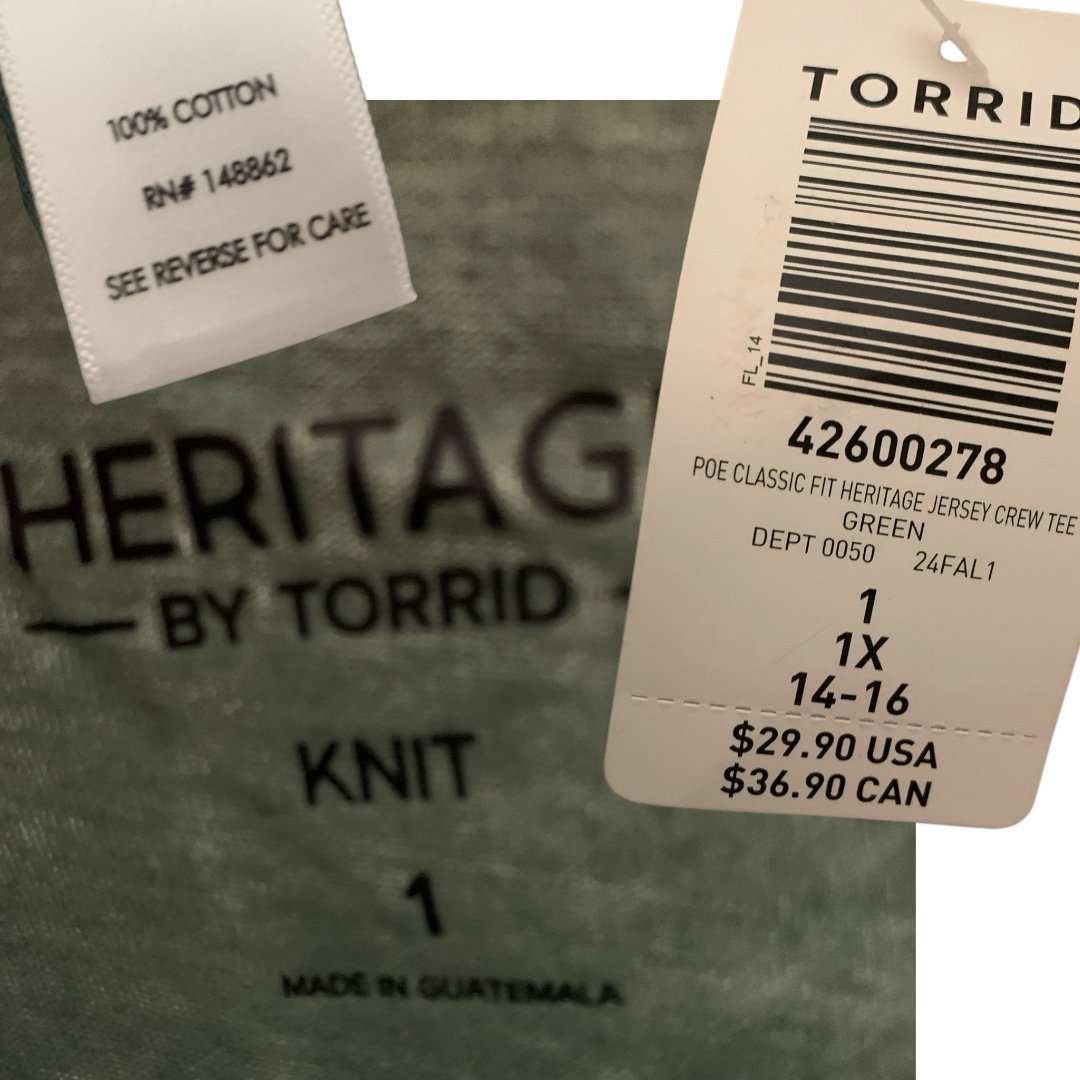 100% COTTON
RN# 148862
SEE REVERSE FOR CARE
HERITAG
BY TORRID
KNIT
1
MADE IN GUATEMALA
TORRID
FL_14
42600278
POE CLASSIC FIT HERITAGE JERSEY CREW TEE
GREEN
DEPT 0050 24FAL1
1
1X
14-16
$29.90 USA
$36.90 CAN